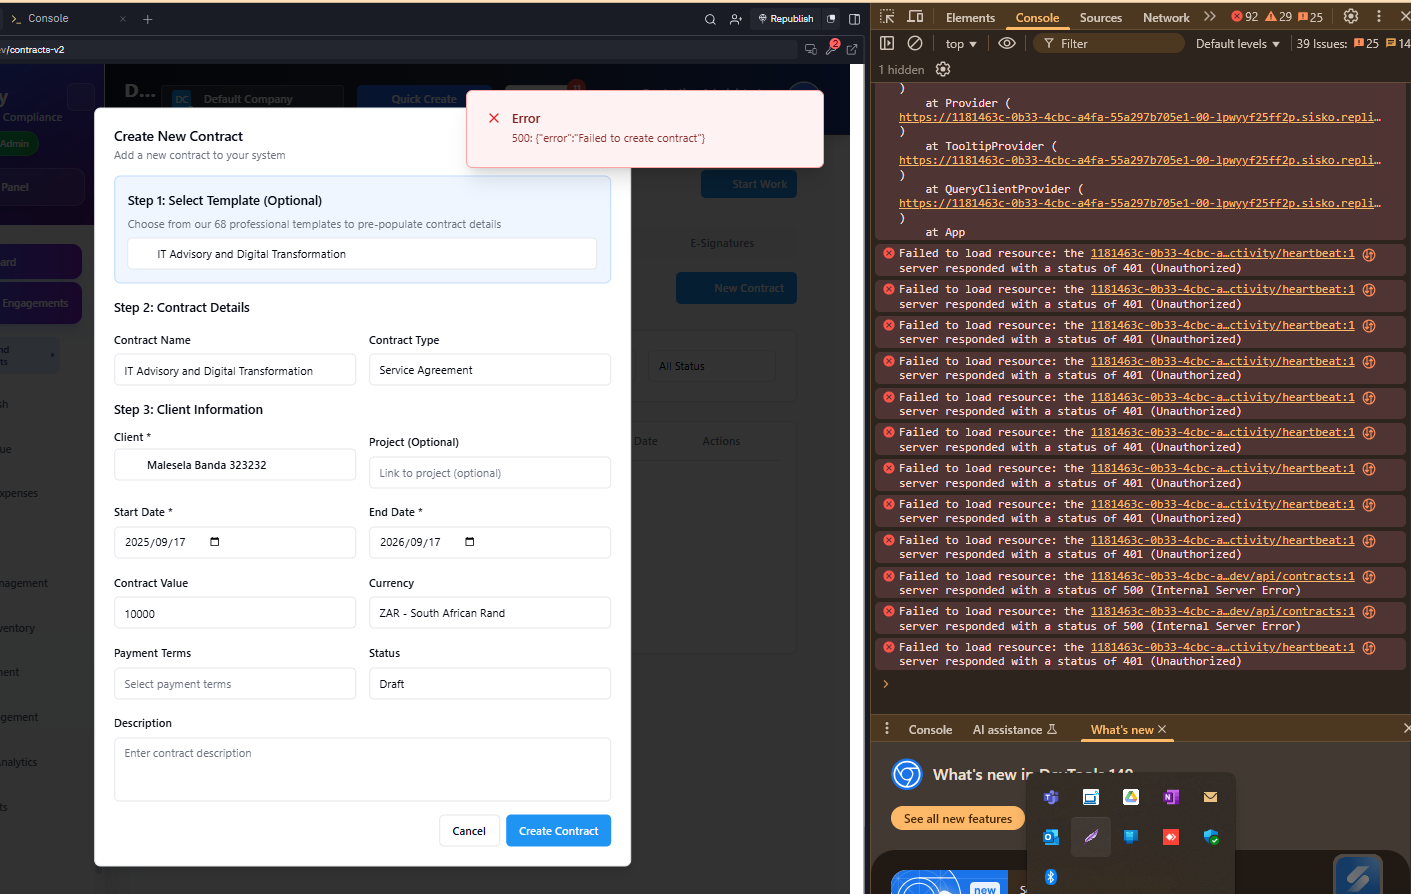 Console
Republish
ev/contracts-v2
2
y
Compliance
Admin
Panel
ard
Engagements
nd
ts
sh
ue
xpenses
nagement
ventory
ment
gement
Analytics
ts
D...
DC
Default Company
Quick Create
Start Work
E-Signatures
New Contract
All Status
Date
Actions
Error
500: {"error":"Failed to create contract"}
Create New Contract
Add a new contract to your system
Step 1: Select Template (Optional)
Choose from our 68 professional templates to pre-populate contract details
IT Advisory and Digital Transformation
Step 2: Contract Details
Contract Name
Contract Type
IT Advisory and Digital Transformation
Service Agreement
Step 3: Client Information
Client *
Project (Optional)
Malesela Banda 323232
Link to project (optional)
Start Date *
End Date *
2025/09/17
2026/09/17
Contract Value
Currency
10000
ZAR - South African Rand
Payment Terms
Status
Select payment terms
Draft
Description
Enter contract description
Cancel
Create Contract
Elements
Console
Sources
Network
92
29
25
top
Filter
Default levels
39 Issues:
25
14
1 hidden
)
at Provider (
https://1181463c-0b33-4cbc-a4fa-55a297b705e1-00-lpwyyf25ff2p.sisko.repli…
)
at TooltipProvider (
https://1181463c-0b33-4cbc-a4fa-55a297b705e1-00-lpwyyf25ff2p.sisko.repli…
)
at QueryClientProvider (
https://1181463c-0b33-4cbc-a4fa-55a297b705e1-00-lpwyyf25ff2p.sisko.repli…
)
at App
Failed to load resource: the 1181463c-0b33-4cbc-a…ctivity/heartbeat:1
server responded with a status of 401 (Unauthorized)
Failed to load resource: the 1181463c-0b33-4cbc-a…ctivity/heartbeat:1
server responded with a status of 401 (Unauthorized)
Failed to load resource: the 1181463c-0b33-4cbc-a…ctivity/heartbeat:1
server responded with a status of 401 (Unauthorized)
Failed to load resource: the 1181463c-0b33-4cbc-a…ctivity/heartbeat:1
server responded with a status of 401 (Unauthorized)
Failed to load resource: the 1181463c-0b33-4cbc-a…ctivity/heartbeat:1
server responded with a status of 401 (Unauthorized)
Failed to load resource: the 1181463c-0b33-4cbc-a…ctivity/heartbeat:1
server responded with a status of 401 (Unauthorized)
Failed to load resource: the 1181463c-0b33-4cbc-a…ctivity/heartbeat:1
server responded with a status of 401 (Unauthorized)
Failed to load resource: the 1181463c-0b33-4cbc-a…ctivity/heartbeat:1
server responded with a status of 401 (Unauthorized)
Failed to load resource: the 1181463c-0b33-4cbc-a…ctivity/heartbeat:1
server responded with a status of 401 (Unauthorized)
Failed to load resource: the 1181463c-0b33-4cbc-a…dev/api/contracts:1
server responded with a status of 500 (Internal Server Error)
Failed to load resource: the 1181463c-0b33-4cbc-a…dev/api/contracts:1
server responded with a status of 500 (Internal Server Error)
Failed to load resource: the 1181463c-0b33-4cbc-a…ctivity/heartbeat:1
server responded with a status of 401 (Unauthorized)
Console
AI assistance
What's new
What's new in DevTools 140
See all new features
new